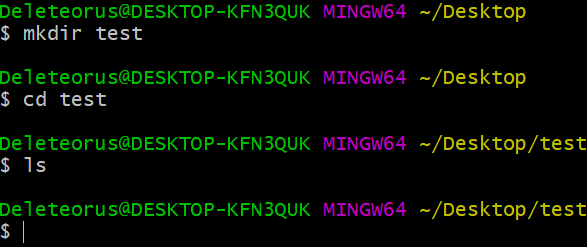 Deleteorus@DESKTOP-KFN3QUK MINGW64 ~/Desktop
$ mkdir test
Deleteorus@DESKTOP-KFN3QUK MINGW64 ~/Desktop
$ cd test
Deleteorus@DESKTOP-KFN3QUK MINGW64 ~/Desktop/test
$ ls
Deleteorus@DESKTOP-KFN3QUK MINGW64 ~/Desktop/test
$